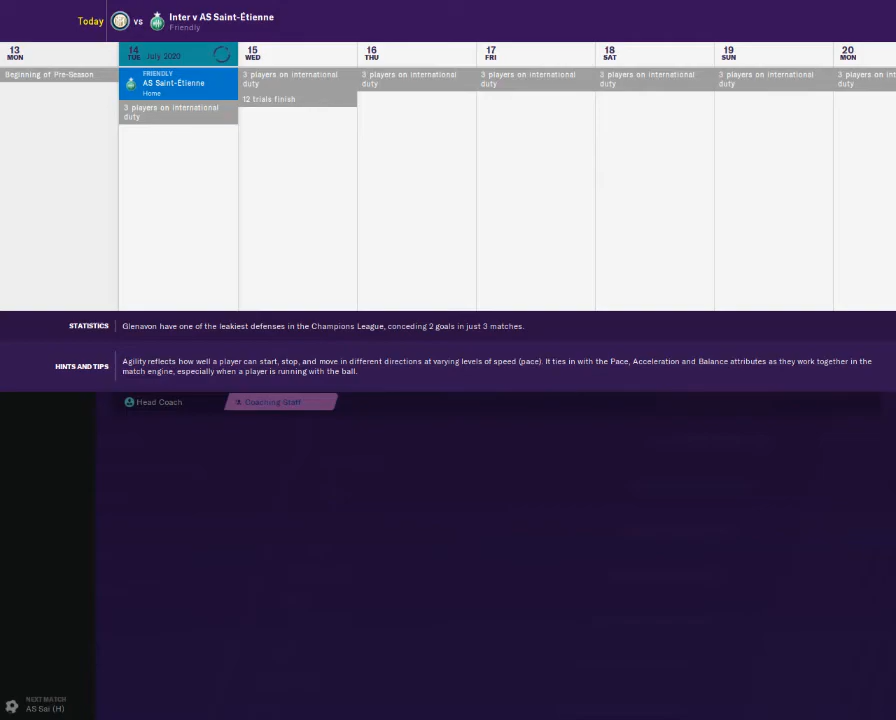 Today
vs
Inter v AS Saint-Étienne
Friendly
13
MON
14
TUE July 2020
15
WED
16
THU
17
FRI
18
SAT
19
SUN
20
MON
Beginning of Pre-Season
FRIENDLY
AS Saint-Étienne
Home
3 players on international
duty
3 players on international
duty
12 trials finish
3 players on international
duty
3 players on international
duty
3 players on international
duty
3 players on international
duty
3 players on int
duty
STATISTICS
Glenavon have one of the leakiest defenses in the Champions League, conceding 2 goals in just 3 matches.
HINTS AND TIPS
Agility reflects how well a player can start, stop, and move in different directions at varying levels of speed (pace). It ties in with the Pace, Acceleration and Balance attributes as they work together in the
match engine, especially when a player is running with the ball.
Head Coach
Coaching Staff
NEXT MATCH
AS Sai (H)